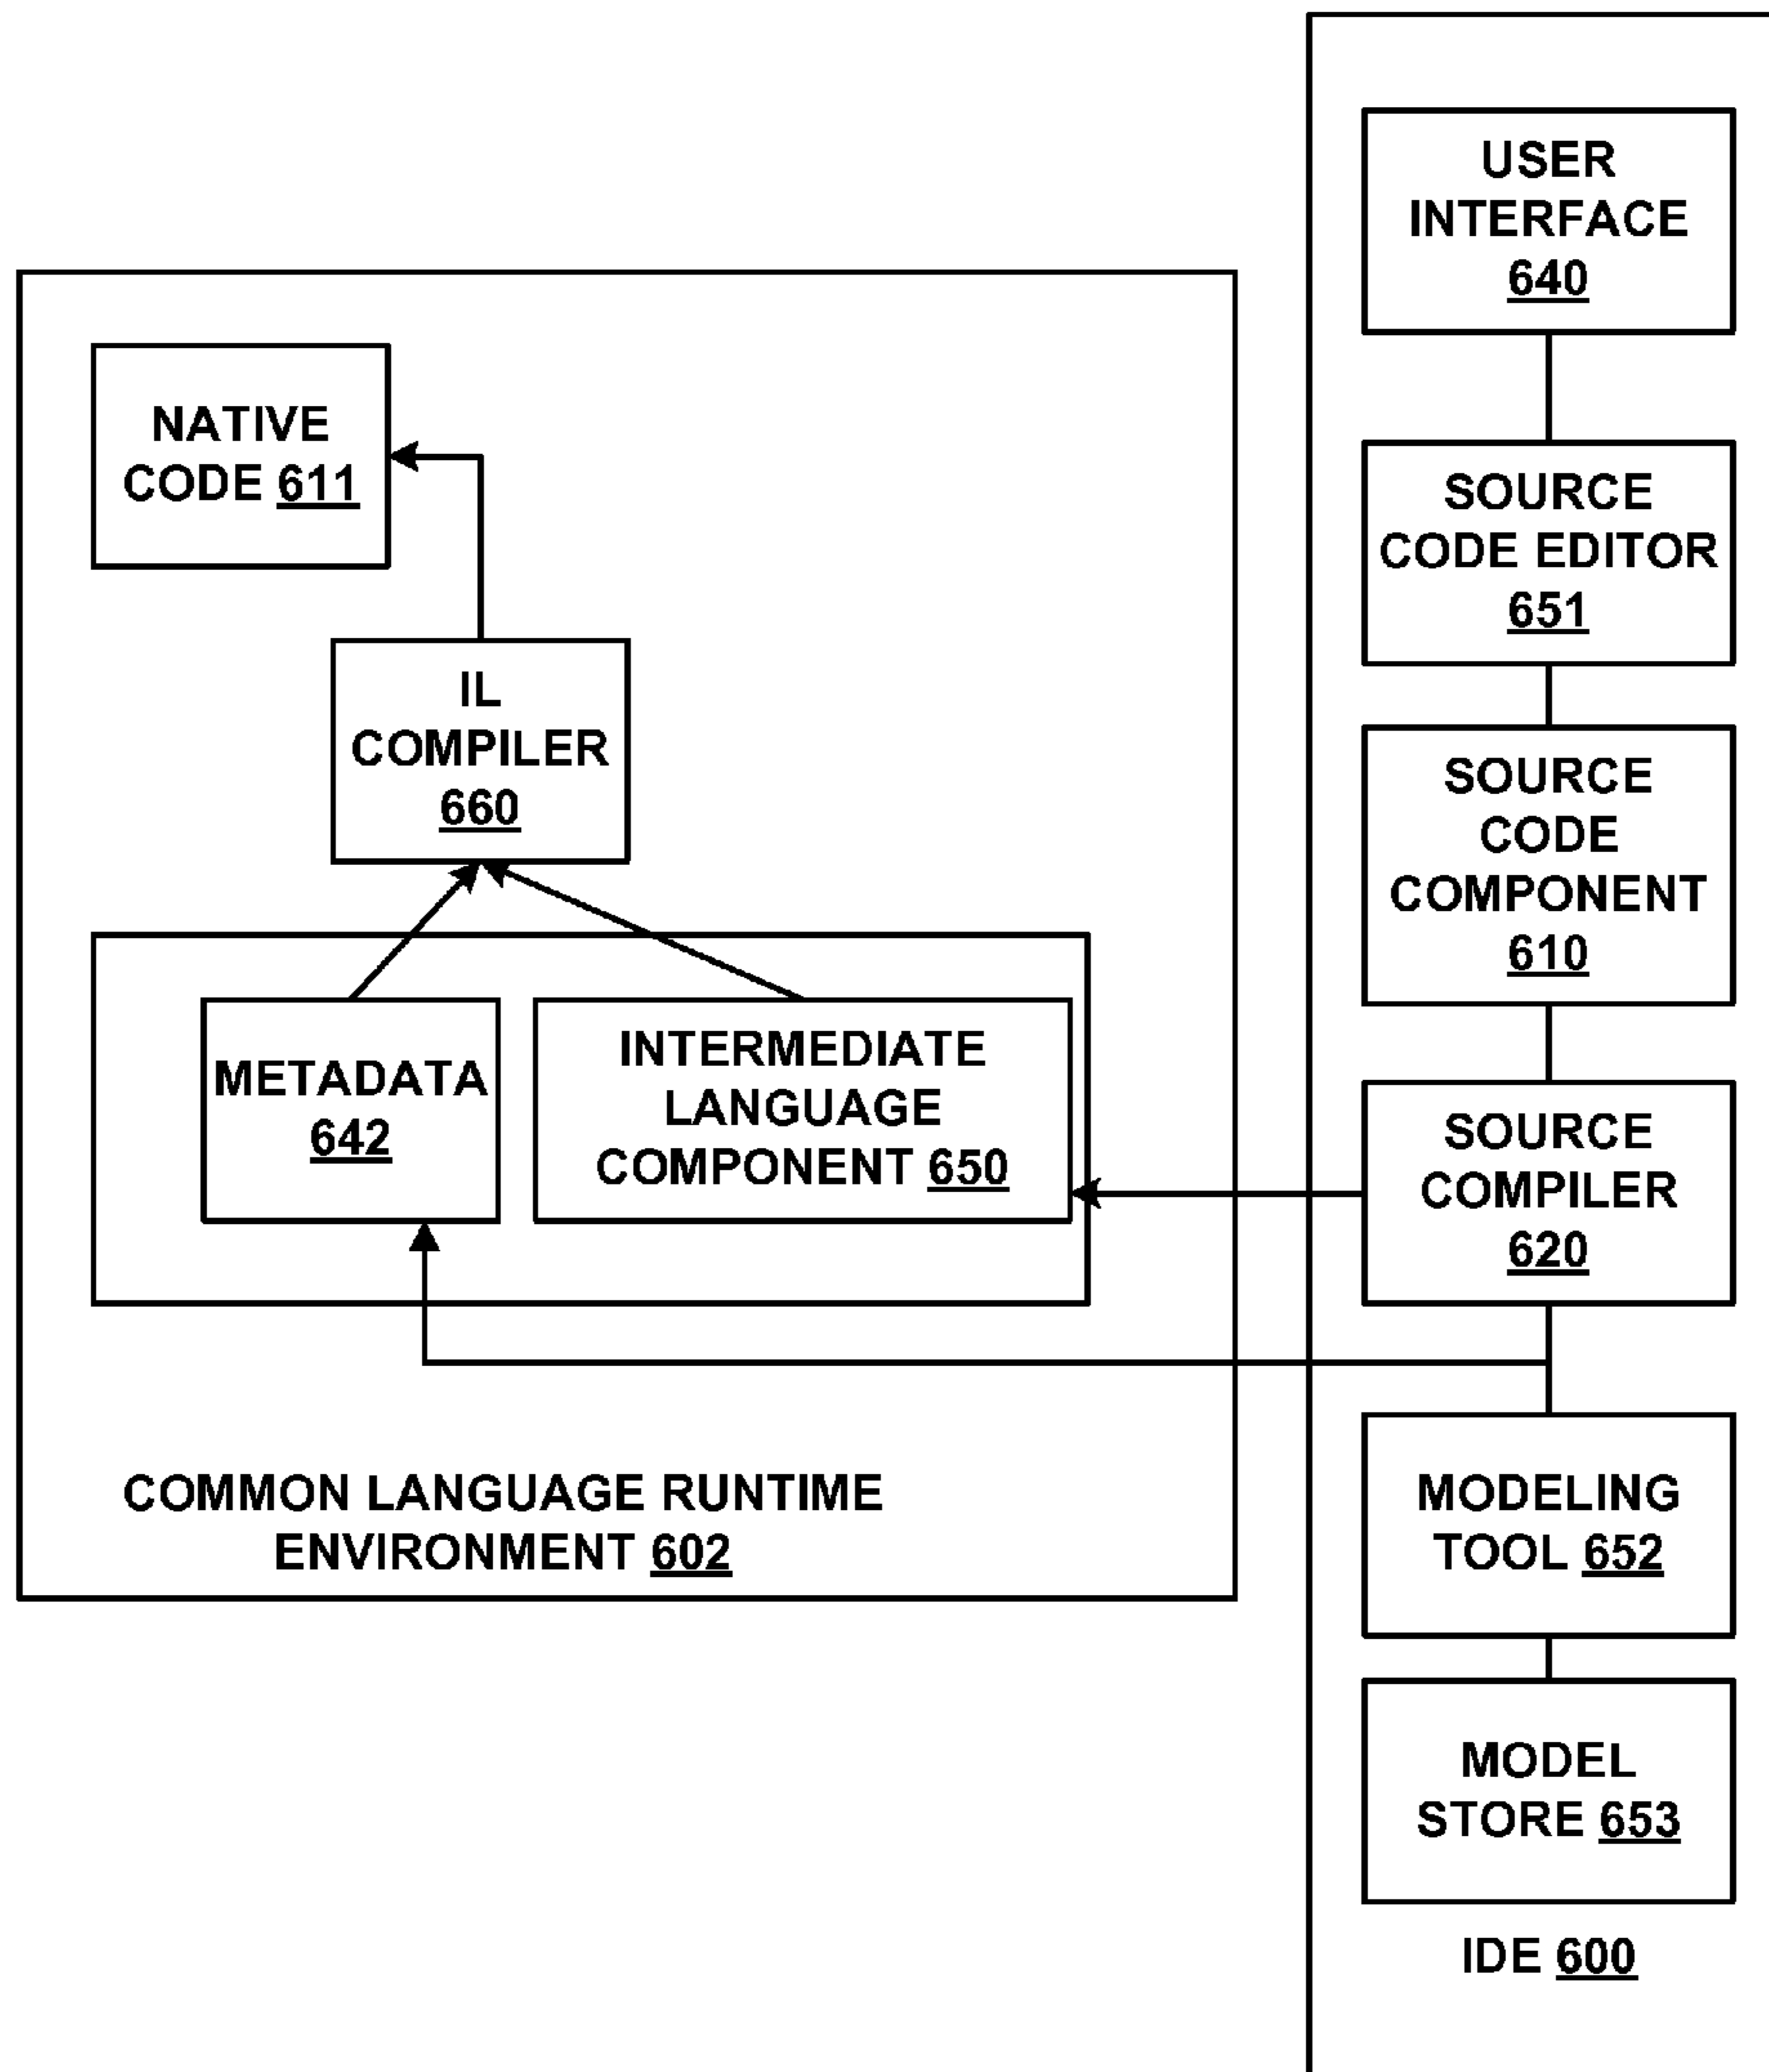 NATIVE
CODE 611
IL
COMPILER
660
METADATA
642
INTERMEDIATE
LANGUAGE
COMPONENT 650
COMMON LANGUAGE RUNTIME
ENVIRONMENT 602
USER
INTERFACE
640
SOURCE
CODE EDITOR
651
SOURCE
CODE
COMPONENT
610
SOURCE
COMPILER
620
MODELING
TOOL 652
MODEL
STORE 653
IDE 600